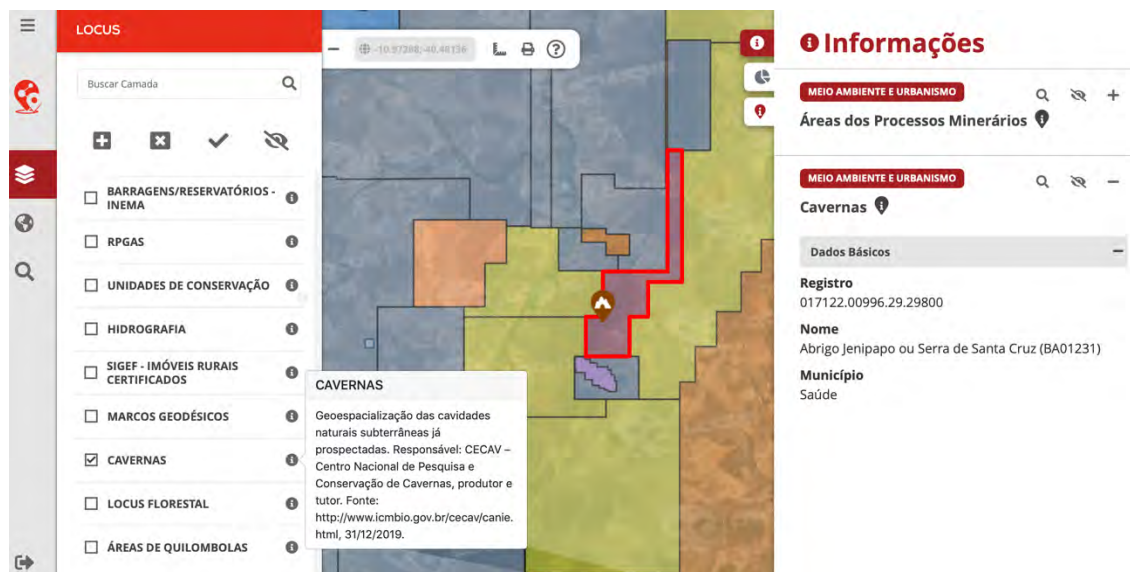 LOCUS
Buscar Camada
BARRAGENS/RESERVATÓRIOS -
INEMA
RPGAS
UNIDADES DE CONSERVAÇÃO
HIDROGRAFIA
SIGEF - IMÓVEIS RURAIS
CERTIFICADOS
MARCOS GEODÉSICOS
CAVERNAS
LOCUS FLORESTAL
ÁREAS DE QUILOMBOLAS
-10.97288;-40.48136
CAVERNAS
Geoespacialização das cavidades
naturais subterrâneas já
prospectadas. Responsável: CECAV –
Centro Nacional de Pesquisa e
Conservação de Cavernas, produtor e
tutor. Fonte:
http://www.icmbio.gov.br/cecav/canie.
html, 31/12/2019.
Informações
MEIO AMBIENTE E URBANISMO
Áreas dos Processos Minerários
MEIO AMBIENTE E URBANISMO
Cavernas
Dados Básicos
Registro
017122.00996.29.29800
Nome
Abrigo Jenipapo ou Serra de Santa Cruz (BA01231)
Município
Saúde